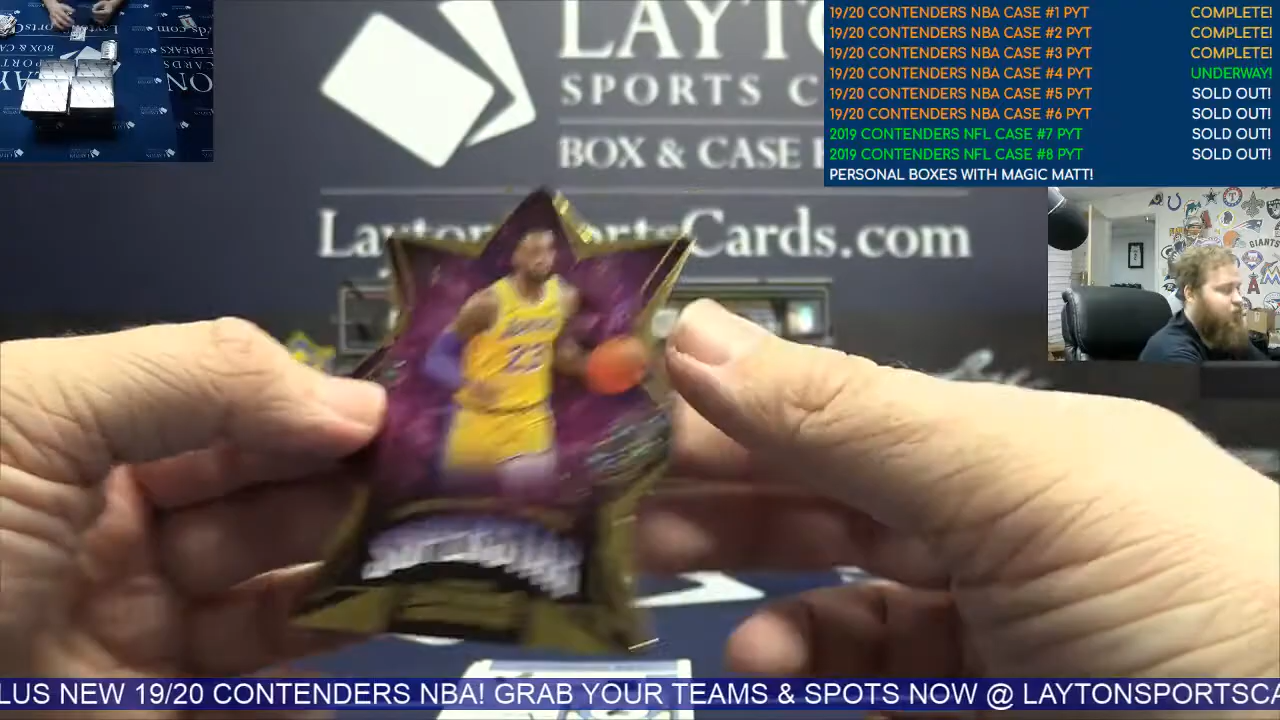 19/20 CONTENDERS NBA CASE #1 PYT COMPLETE!
19/20 CONTENDERS NBA CASE #2 PYT COMPLETE!
19/20 CONTENDERS NBA CASE #3 PYT COMPLETE!
19/20 CONTENDERS NBA CASE #4 PYT UNDERWAY!
19/20 CONTENDERS NBA CASE #5 PYT SOLD OUT!
19/20 CONTENDERS NBA CASE #6 PYT SOLD OUT!
2019 CONTENDERS NFL CASE #7 PYT SOLD OUT!
2019 CONTENDERS NFL CASE #8 PYT SOLD OUT!
PERSONAL BOXES WITH MAGIC MATT!
LAYT
SPORTS C
BOX & CASE
LaytonSportsCards.com
23
GIANTS
LUS NEW 19/20 CONTENDERS NBA! GRAB YOUR TEAMS & SPOTS NOW @ LAYTONSPORTSCA